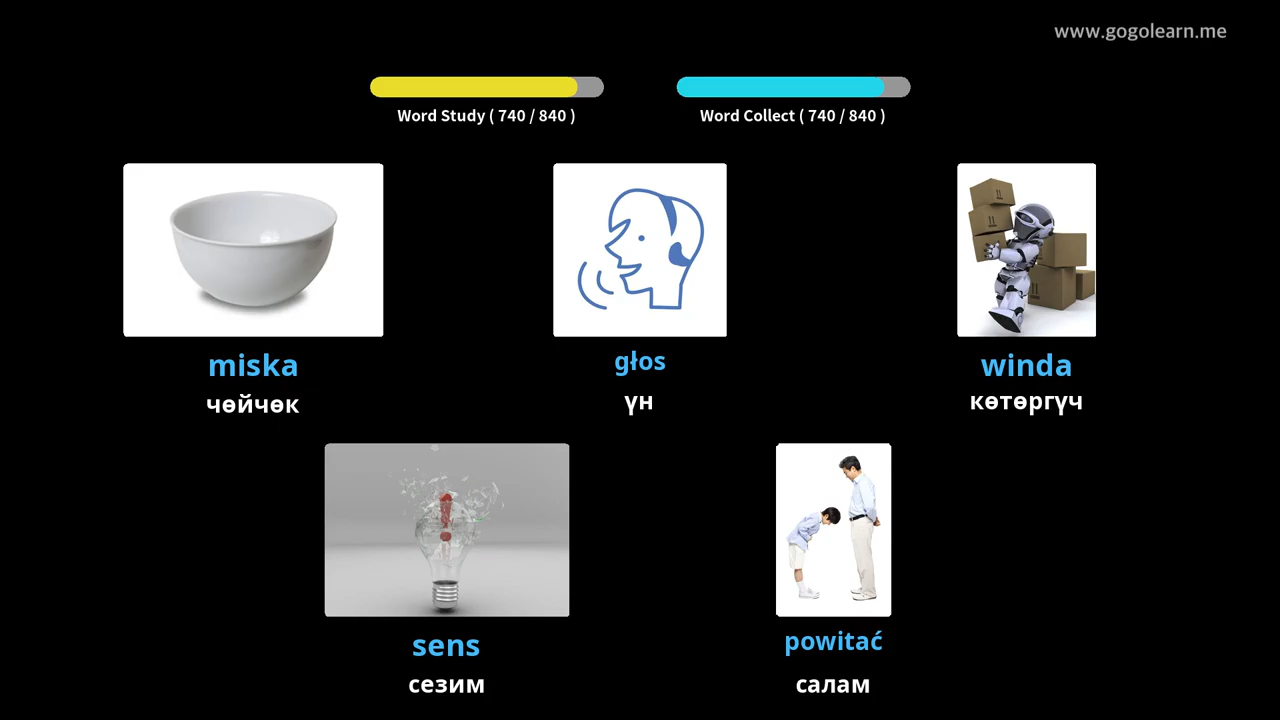 www.gogolearn.me
Word Study ( 740 / 840 )
Word Collect ( 740 / 840 )
miska
głos
winda
чөйчөк
үн
көтөргүч
sens
powitać
сезим
салам